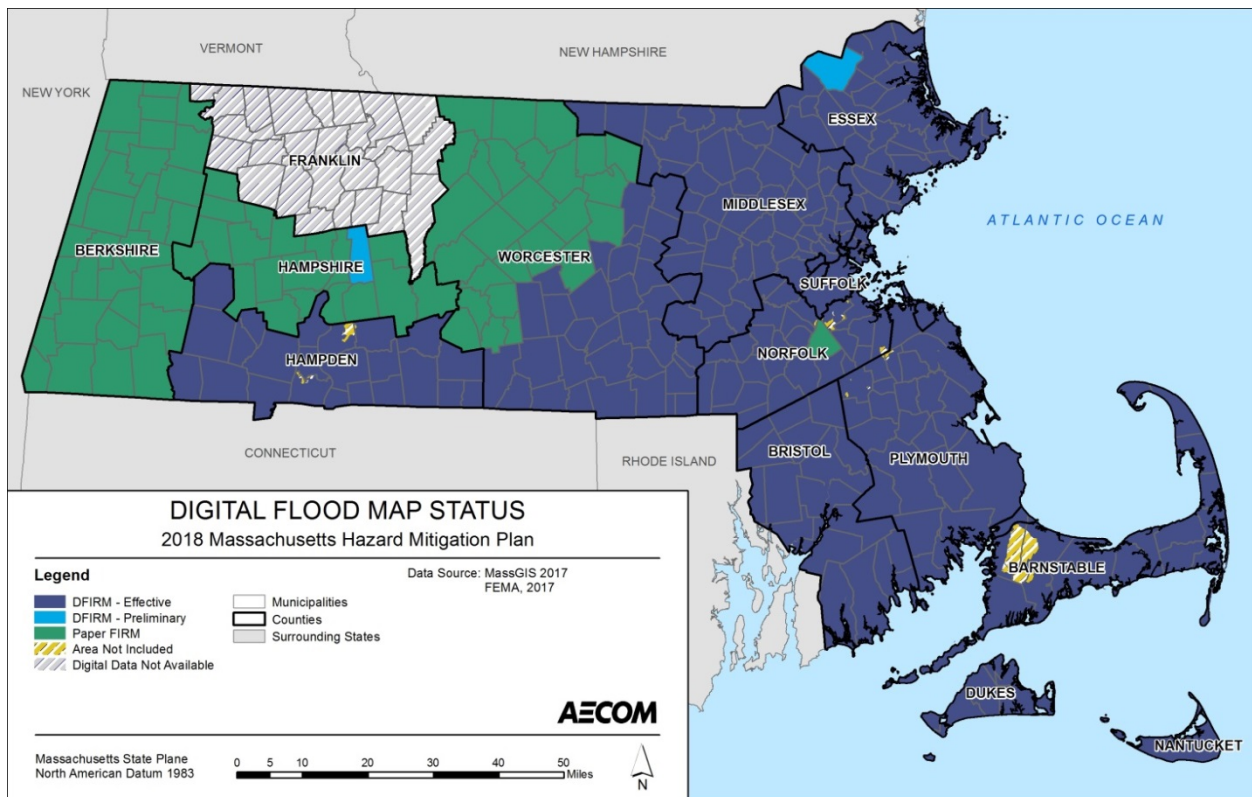 VERMONT
NEW HAMPSHIRE
NEW YORK
ESSEX
FRANKLIN
MIDDLESEX
ATLANTIC OCEAN
BERKSHIRE
HAMPSHIRE
WORCESTER
SUFFOLK
HAMPDEN
NORFOLK
CONNECTICUT
RHODE ISLAND
BRISTOL
PLYMOUTH
BARNSTABLE
DUKES
NANTUCKET
DIGITAL FLOOD MAP STATUS
2018 Massachusetts Hazard Mitigation Plan
Legend
DFIRM - Effective
DFIRM - Preliminary
Paper FIRM
Area Not Included
Digital Data Not Available
Municipalities
Counties
Surrounding States
Data Source: MassGIS 2017
FEMA, 2017
AECOM
Massachusetts State Plane
North American Datum 1983
0 5 10 20 30 40 50
Miles
N